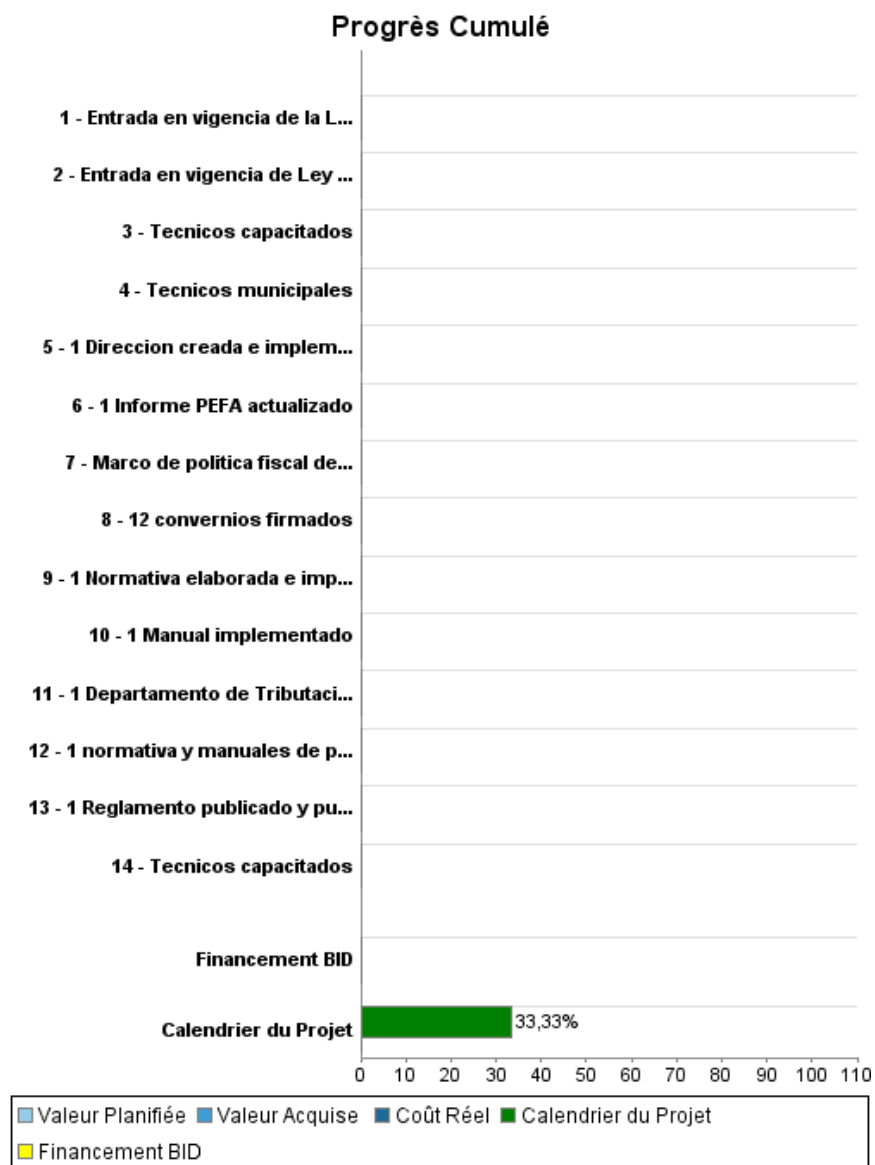 Progrès Cumulé
1 - Entrada en vigencia de la L...
2 - Entrada en vigencia de Ley ...
3 - Tecnicos capacitados
4 - Tecnicos municipales
5 - 1 Direccion creada e implem...
6 - 1 Informe PEFA actualizado
7 - Marco de politica fiscal de...
8 - 12 convernios firmados
9 - 1 Normativa elaborada e imp...
10 - 1 Manual implementado
11 - 1 Departamento de Tributaci...
12 - 1 normativa y manuales de p...
13 - 1 Reglamento publicado y pu...
14 - Tecnicos capacitados
Financement BID
Calendrier du Projet
33,33%
0 10 20 30 40 50 60 70 80 90 100 110
Valeur Planifiée Valeur Acquise Coût Réel Calendrier du Projet
Financement BID